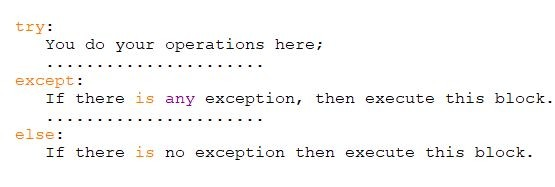 try:
You do your operations here;
......................
except:
If there is any exception, then execute this block.
......................
else:
If there is no exception then execute this block.